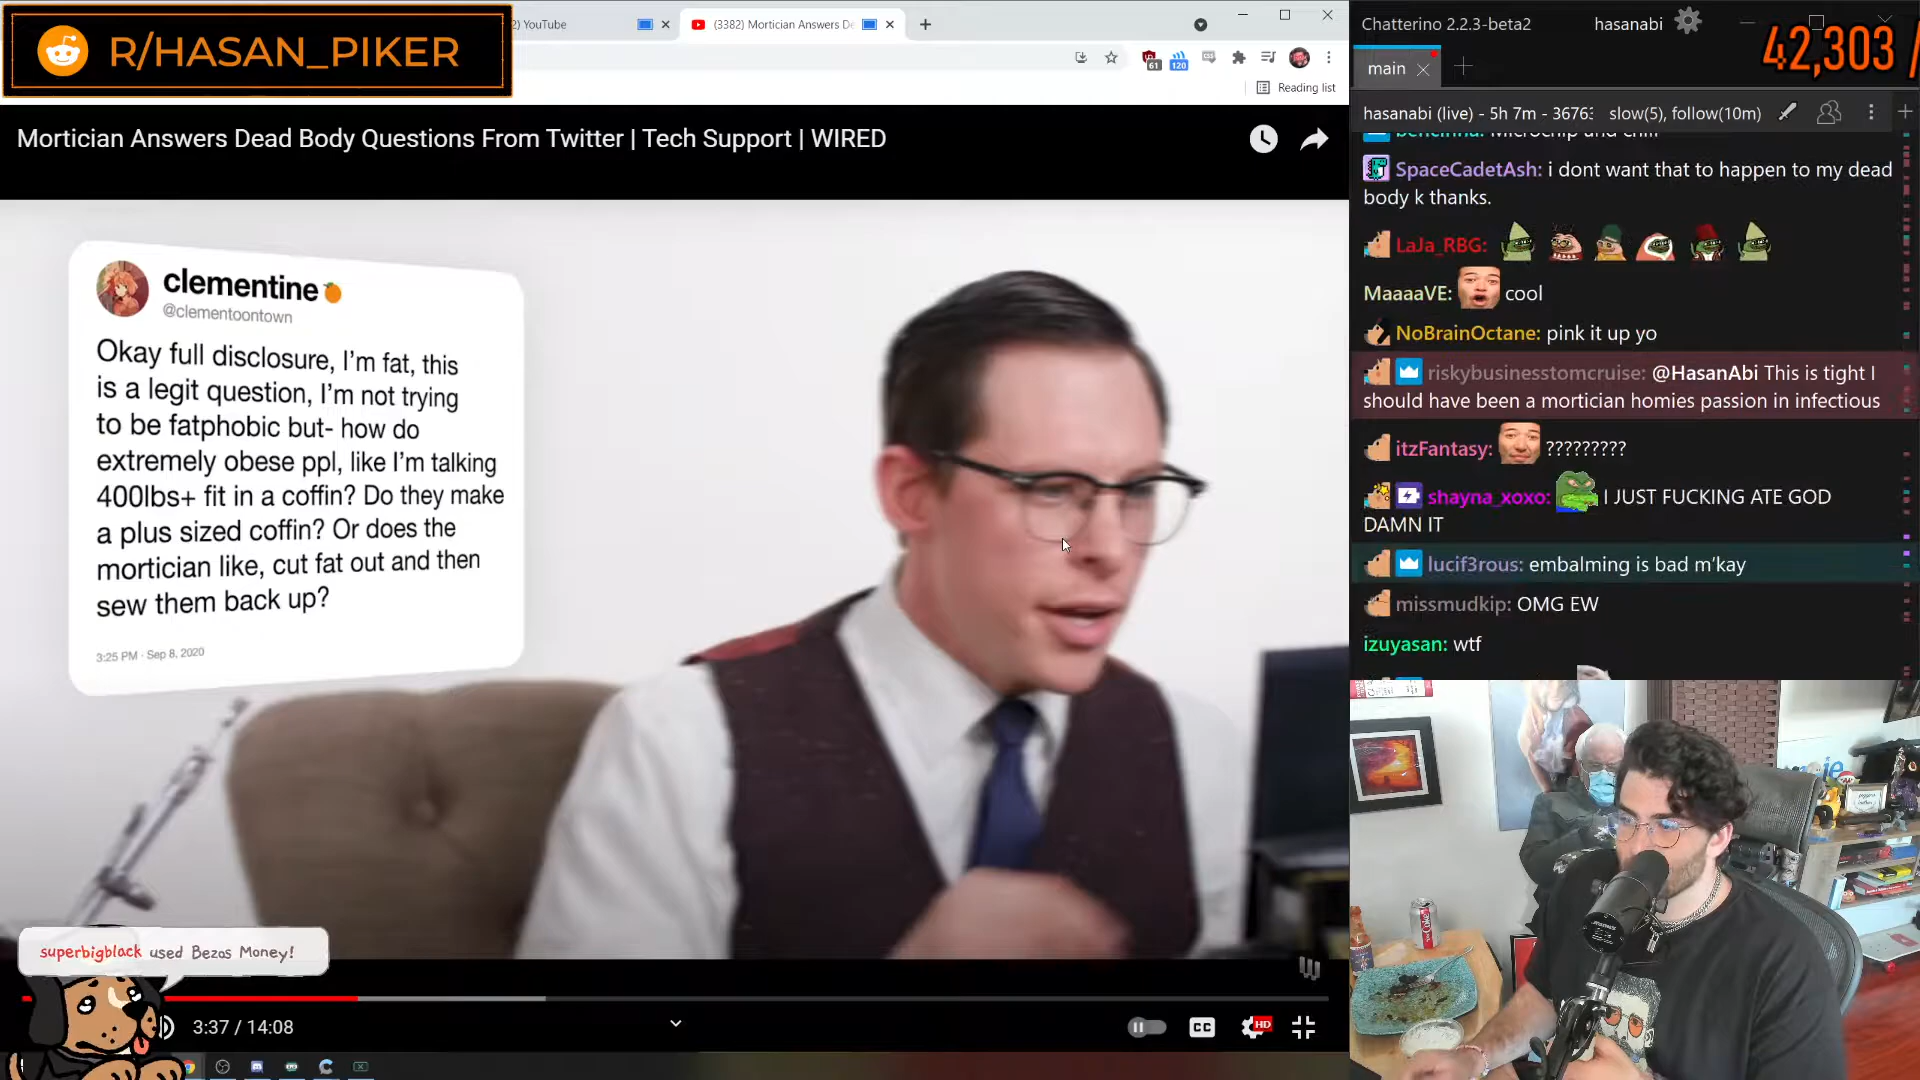 R/HASAN_PIKER
YouTube
(3382) Mortician Answers De
61
120
Reading list
Mortician Answers Dead Body Questions From Twitter | Tech Support | WIRED
clementine
@clementoontown
Okay full disclosure, I'm fat, this
is a legit question, I'm not trying
to be fatphobic but- how do
extremely obese ppl, like I'm talking
400lbs+ fit in a coffin? Do they make
a plus sized coffin? Or does the
mortician like, cut fat out and then
sew them back up?
3:25 PM · Sep 8, 2020
superbigblack used Bezos Money!
3:37 / 14:08
CC
HD
Chatterino 2.2.3-beta2
hasanabi
42,303 /
main
hasanabi (live) - 5h 7m - 3676
slow(5), follow(10m)
SpaceCadetAsh: i dont want that to happen to my dead
body k thanks.
LaJa_RBG:
MaaaaVE: cool
NoBrainOctane: pink it up yo
riskybusinesstomcruise: @HasanAbi This is tight I
should have been a mortician homies passion in infectious
itzFantasy: ?????????
shayna_xoxo: I JUST FUCKING ATE GOD
DAMN IT
lucif3rous: embalming is bad m'kay
missmudkip: OMG EW
izuyasan: wtf